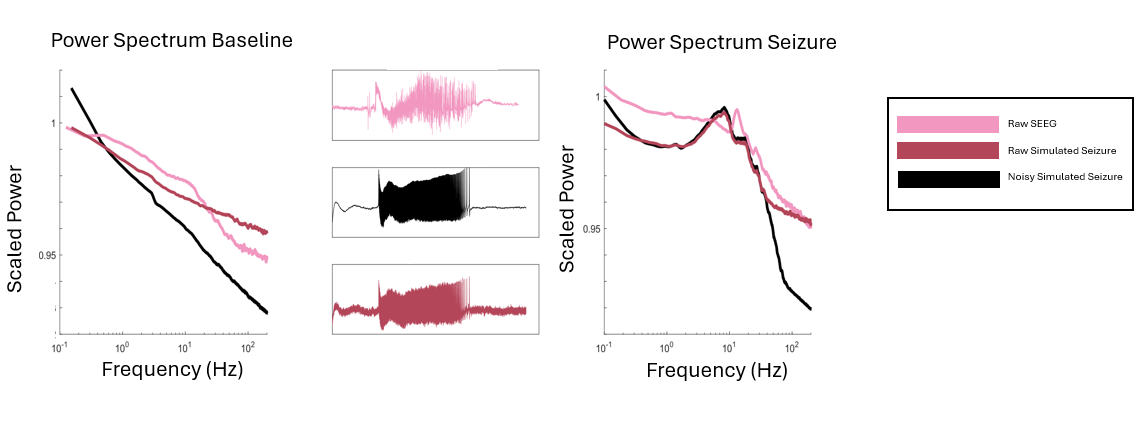 Power Spectrum Baseline
Power Spectrum Seizure
Scaled Power
1
0.95
10-1
100
101
102
Frequency (Hz)
Scaled Power
1
0.95
10-1
100
101
102
Frequency (Hz)
Raw SEEG
Raw Simulated Seizure
Noisy Simulated Seizure